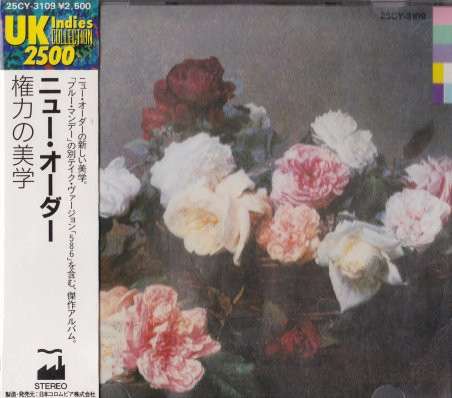 25CY-3109 ¥2,500
UK Indies
COLLECTION
2500
ニュー・オーダー
権力の美学
ニュー・オーダーの新しい美学。
「ブルー・マンデー」の別テイク・ヴァージョン「586」を含む、傑作アルバム。
STEREO
製造・発売元：日本コロムビア株式会社
25CY-3109